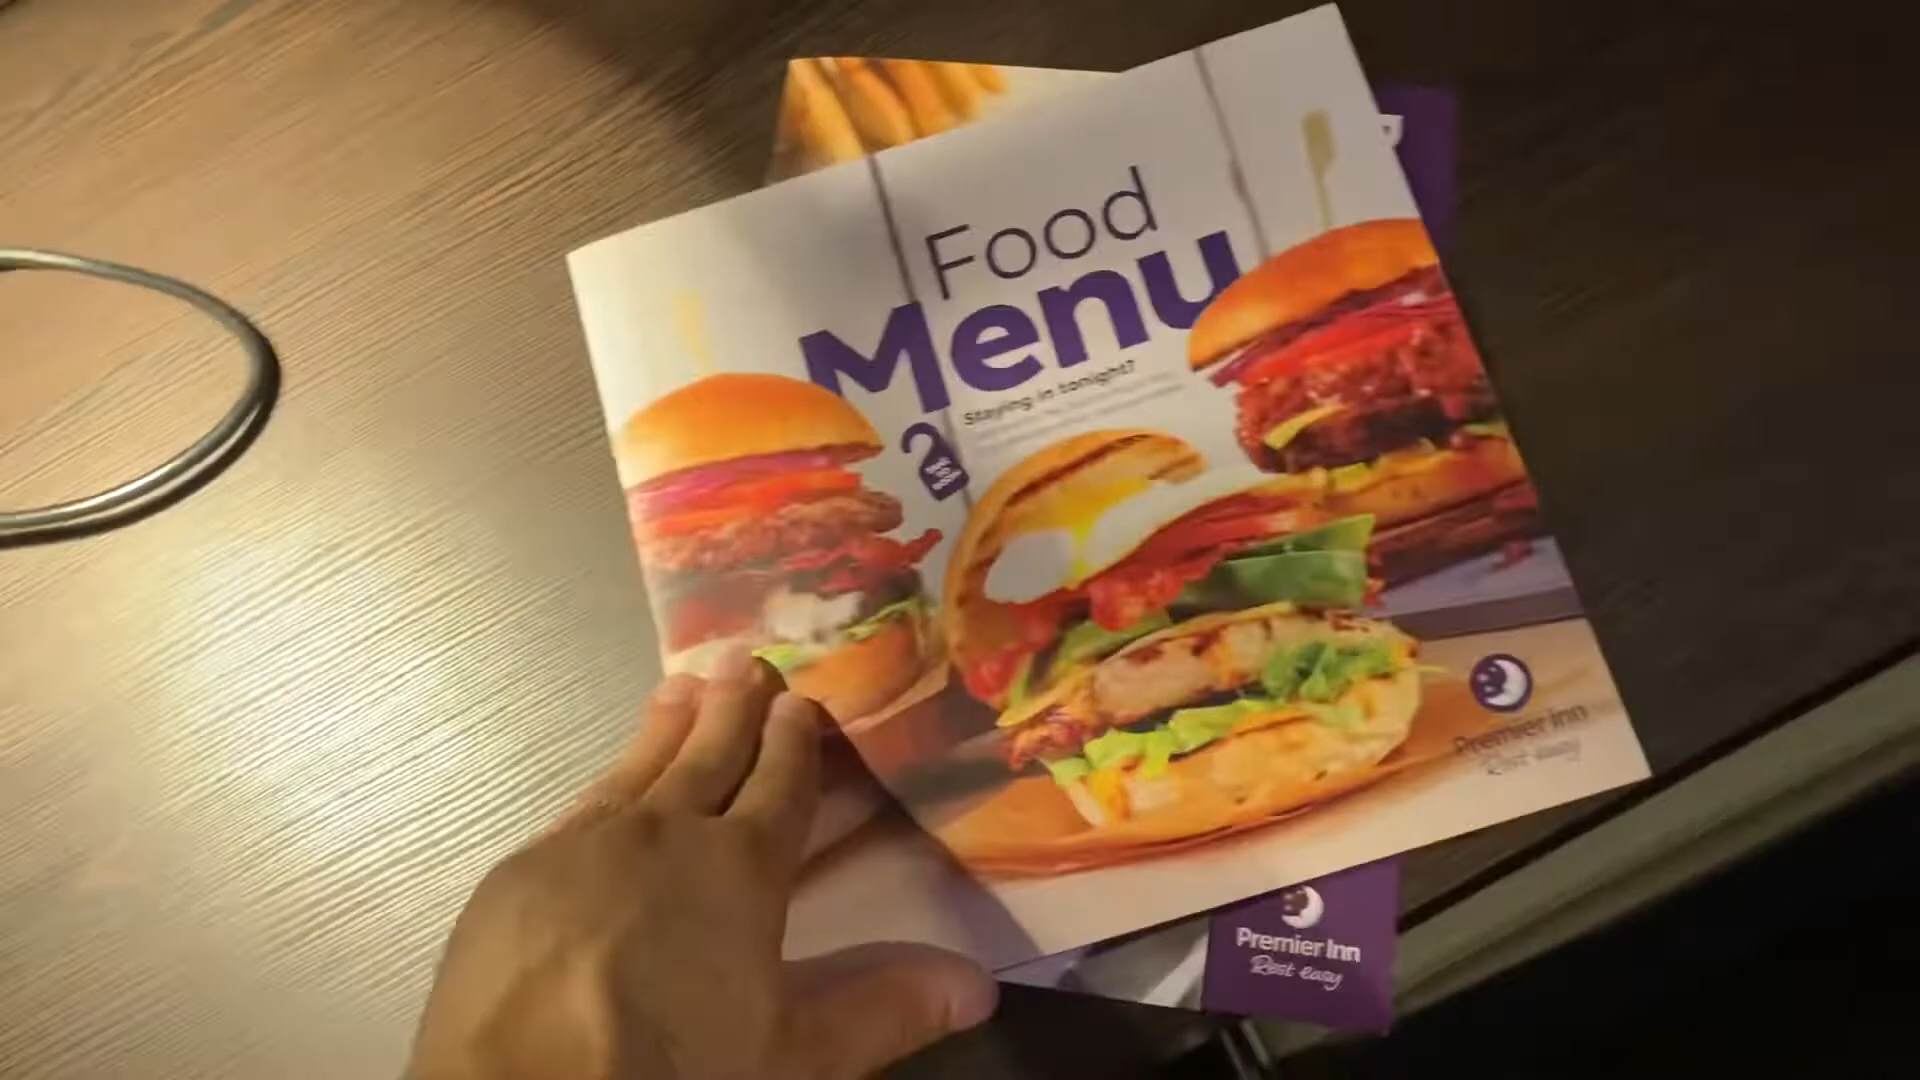 Food
Menu
Staying in tonight?
Premier Inn
Rest easy
Premier Inn
Rest easy